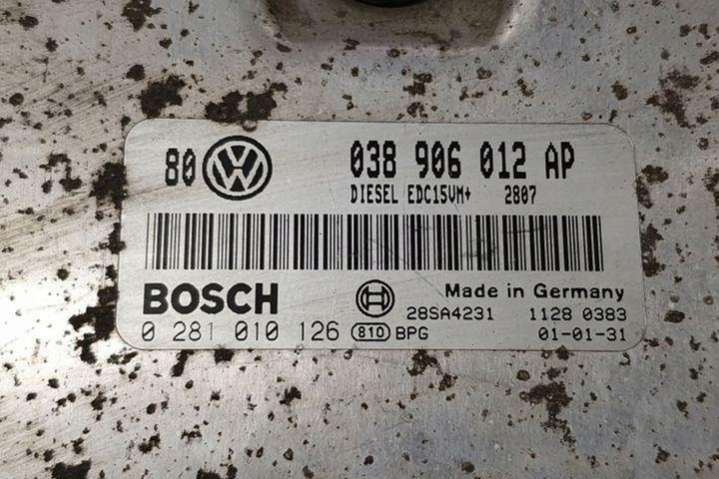 80 038 906 012 AP
DIESEL EDC15VM+ 2807
BOSCH Made in Germany
28SA4231 1128 0383
0 281 010 126 810 BPG 01-01-31